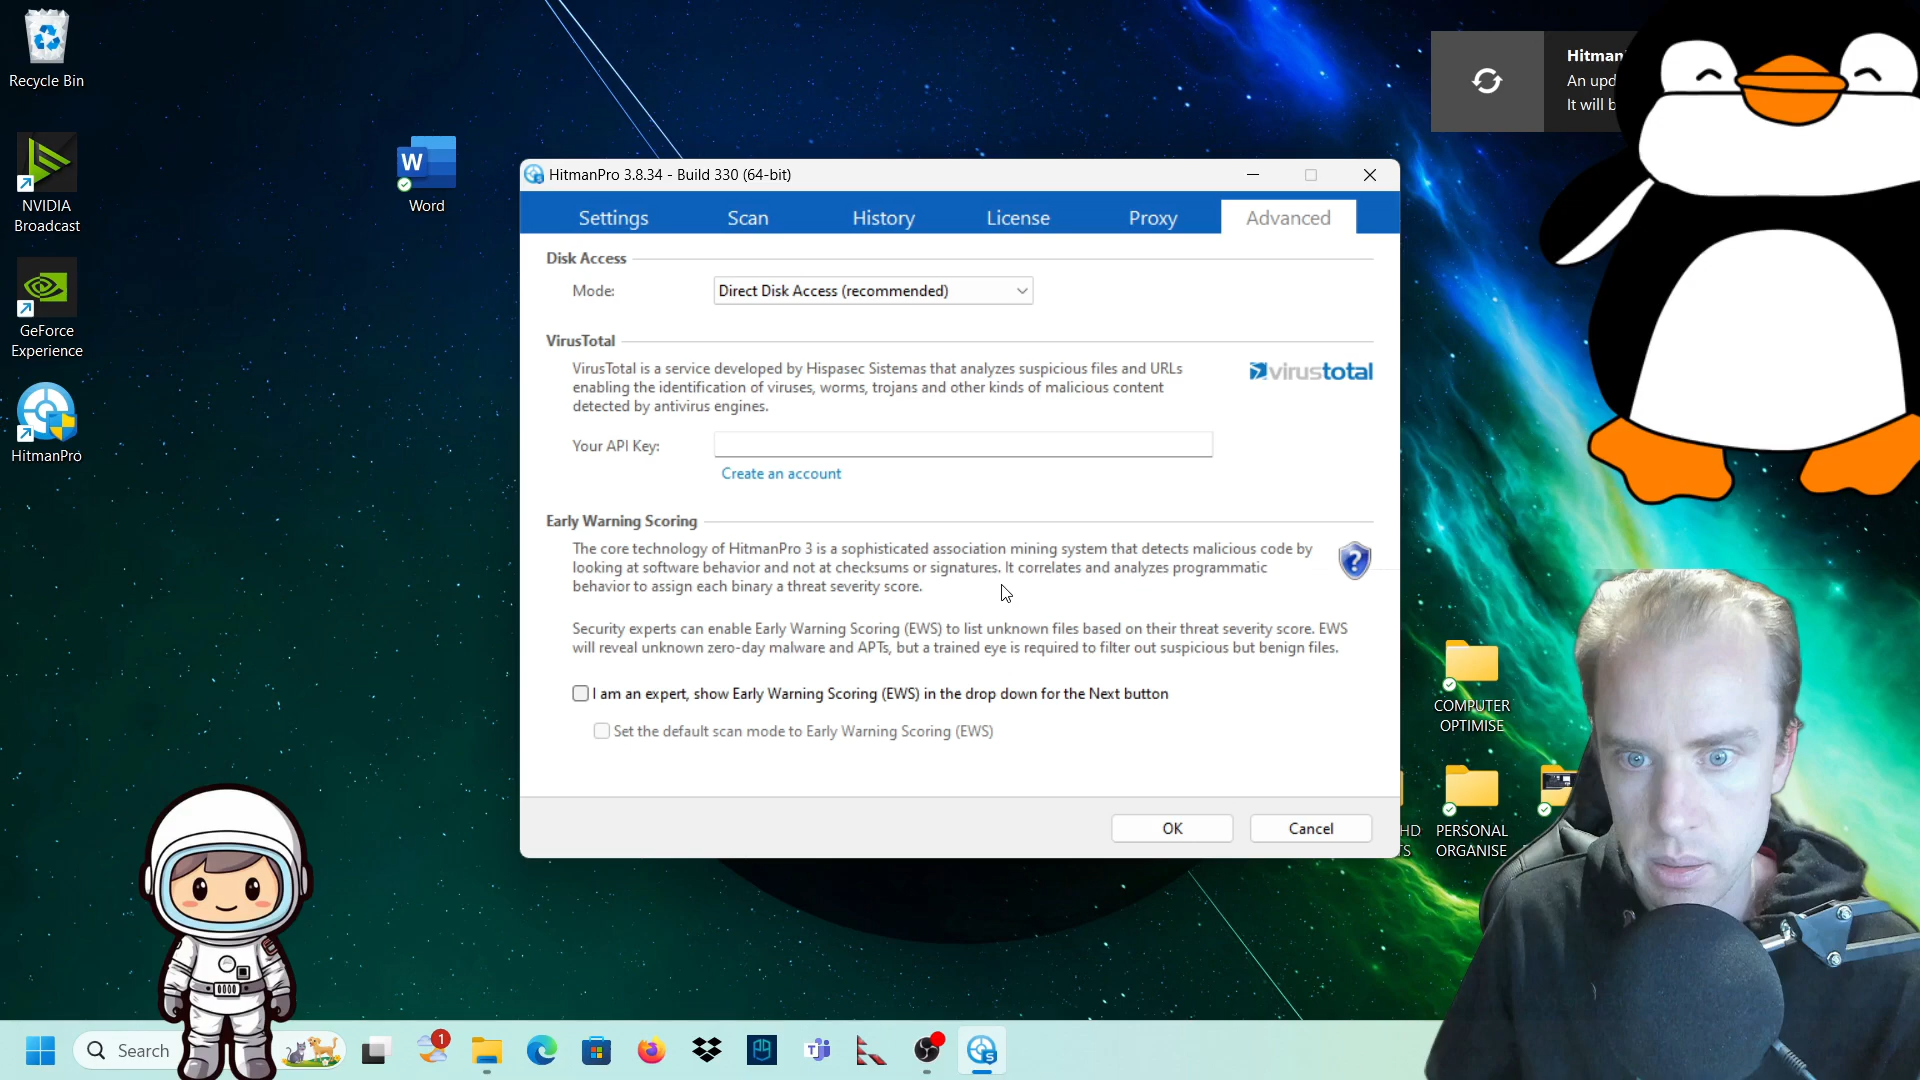 Recycle Bin
NVIDIA
Broadcast
GeForce
Experience
HitmanPro
W
Word
Hitman
An upd
It will b
HitmanPro 3.8.34 - Build 330 (64-bit)
Settings
Scan
History
License
Proxy
Advanced
Disk Access
Mode:
Direct Disk Access (recommended)
VirusTotal
VirusTotal is a service developed by Hispasec Sistemas that analyzes suspicious files and URLs
enabling the identification of viruses, worms, trojans and other kinds of malicious content
detected by antivirus engines.
virustotal
Your API Key:
Create an account
Early Warning Scoring
The core technology of HitmanPro 3 is a sophisticated association mining system that detects malicious code by
looking at software behavior and not at checksums or signatures. It correlates and analyzes programmatic
behavior to assign each binary a threat severity score.
?
Security experts can enable Early Warning Scoring (EWS) to list unknown files based on their threat severity score. EWS
will reveal unknown zero-day malware and APTs, but a trained eye is required to filter out suspicious but benign files.
I am an expert, show Early Warning Scoring (EWS) in the drop down for the Next button
Set the default scan mode to Early Warning Scoring (EWS)
OK
Cancel
COMPUTER
OPTIMISE
HD
TS
PERSONAL
ORGANISE
Search
1